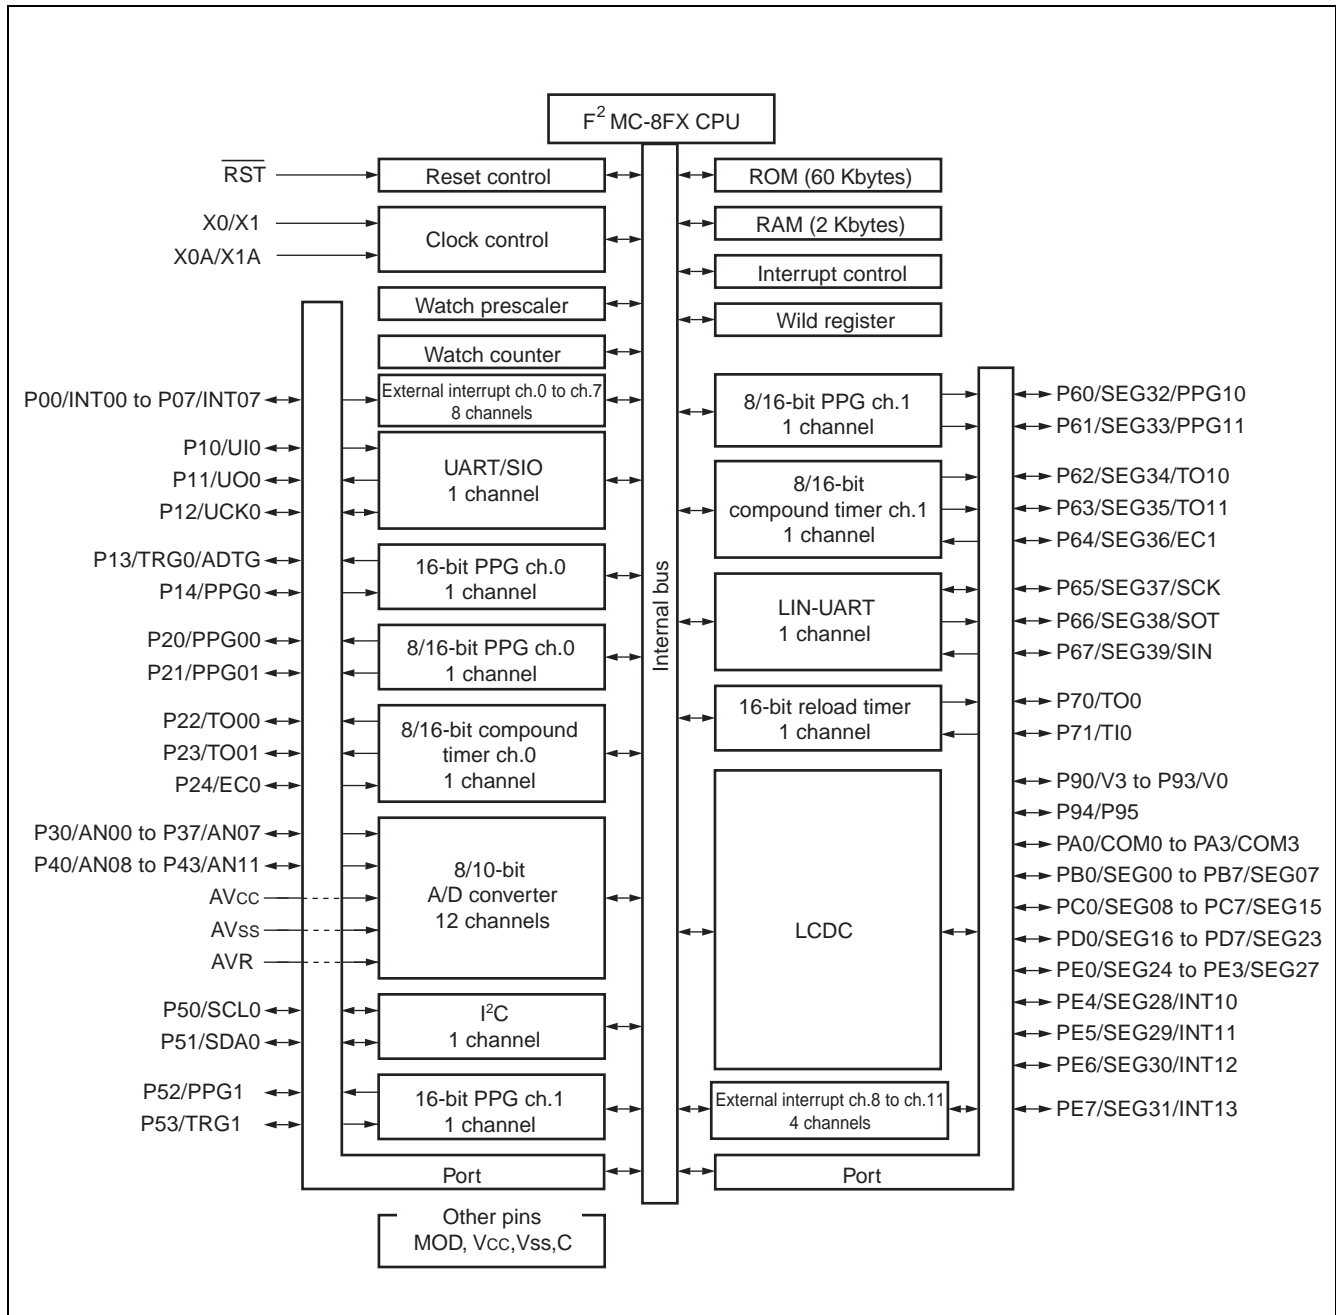 F² MC-8FX CPU
RST
Reset control
ROM (60 Kbytes)
X0/X1
X0A/X1A
Clock control
RAM (2 Kbytes)
Interrupt control
Watch prescaler
Wild register
Watch counter
P00/INT00 to P07/INT07
External interrupt ch.0 to ch.7
8 channels
P10/UI0
P11/UO0
P12/UCK0
UART/SIO
1 channel
P13/TRG0/ADTG
P14/PPG0
16-bit PPG ch.0
1 channel
P20/PPG00
P21/PPG01
8/16-bit PPG ch.0
1 channel
P22/TO00
P23/TO01
P24/EC0
8/16-bit compound
timer ch.0
1 channel
P30/AN00 to P37/AN07
P40/AN08 to P43/AN11
AVcc
AVss
AVR
8/10-bit
A/D converter
12 channels
P50/SCL0
P51/SDA0
I²C
1 channel
P52/PPG1
P53/TRG1
16-bit PPG ch.1
1 channel
Port
Internal bus
8/16-bit PPG ch.1
1 channel
P60/SEG32/PPG10
P61/SEG33/PPG11
8/16-bit
compound timer ch.1
1 channel
P62/SEG34/TO10
P63/SEG35/TO11
P64/SEG36/EC1
LIN-UART
1 channel
P65/SEG37/SCK
P66/SEG38/SOT
P67/SEG39/SIN
16-bit reload timer
1 channel
P70/TO0
P71/TI0
LCDC
P90/V3 to P93/V0
P94/P95
PA0/COM0 to PA3/COM3
PB0/SEG00 to PB7/SEG07
PC0/SEG08 to PC7/SEG15
PD0/SEG16 to PD7/SEG23
PE0/SEG24 to PE3/SEG27
PE4/SEG28/INT10
PE5/SEG29/INT11
PE6/SEG30/INT12
External interrupt ch.8 to ch.11
4 channels
PE7/SEG31/INT13
Port
Other pins
MOD, Vcc,Vss,C